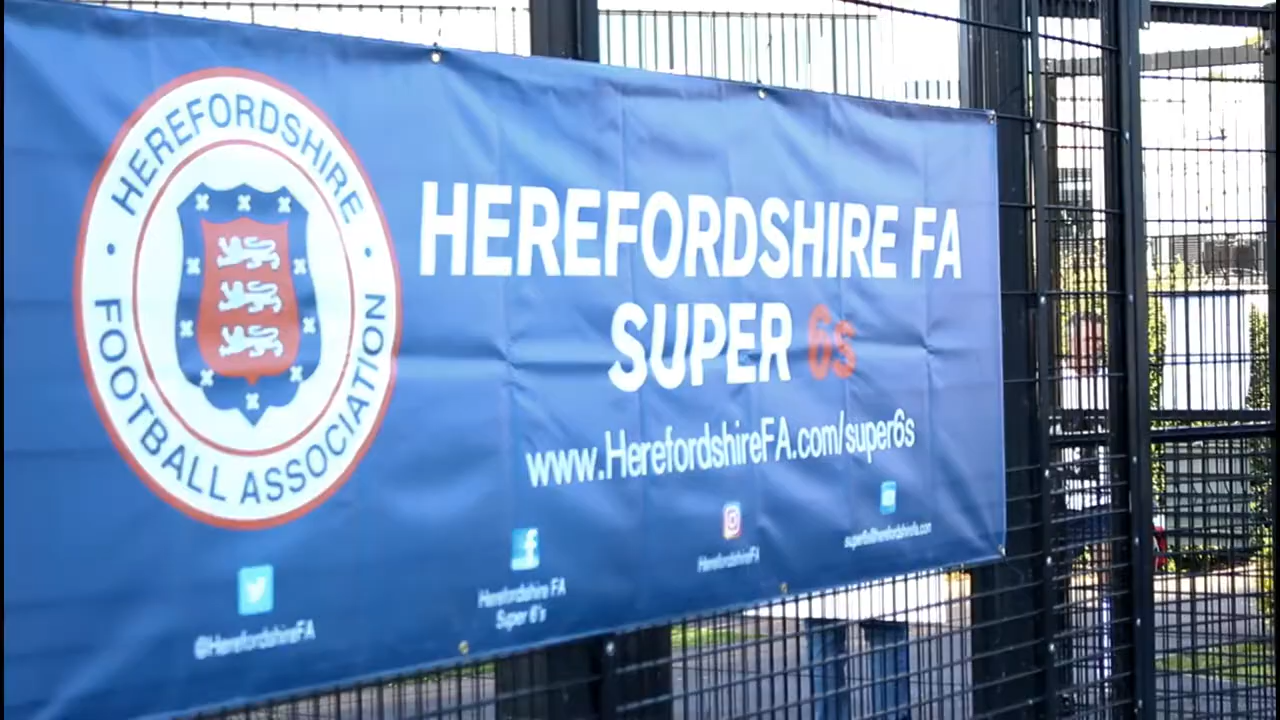 HEREFORDSHIRE
FOOTBALL ASSOCIATION
HEREFORDSHIRE FA
SUPER 6s
www.HerefordshireFA.com/super6s
@HerefordshireFA
Herefordshire FA
Super 6's
HerefordshireFA